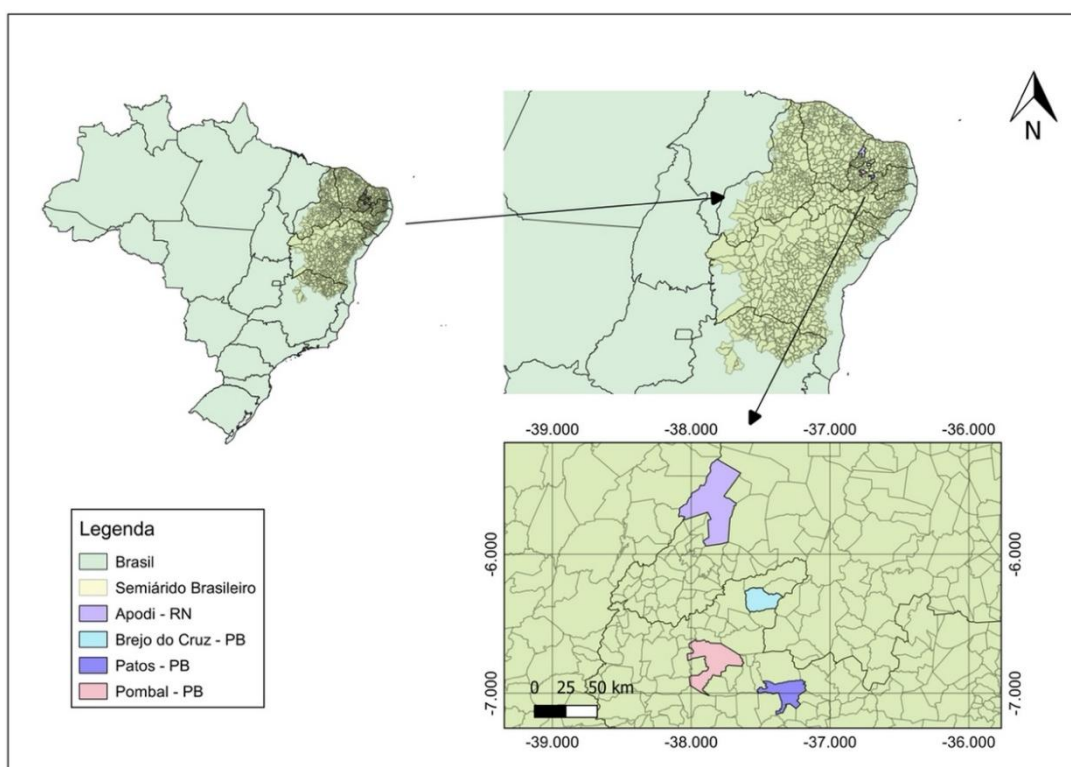 N
-39.000 -38.000 -37.000 -36.000
-6.000 -6.000
-7.000 -7.000
0 25 50 km
-39.000 -38.000 -37.000 -36.000
Legenda
Brasil
Semiárido Brasileiro
Apodi - RN
Brejo do Cruz - PB
Patos - PB
Pombal - PB